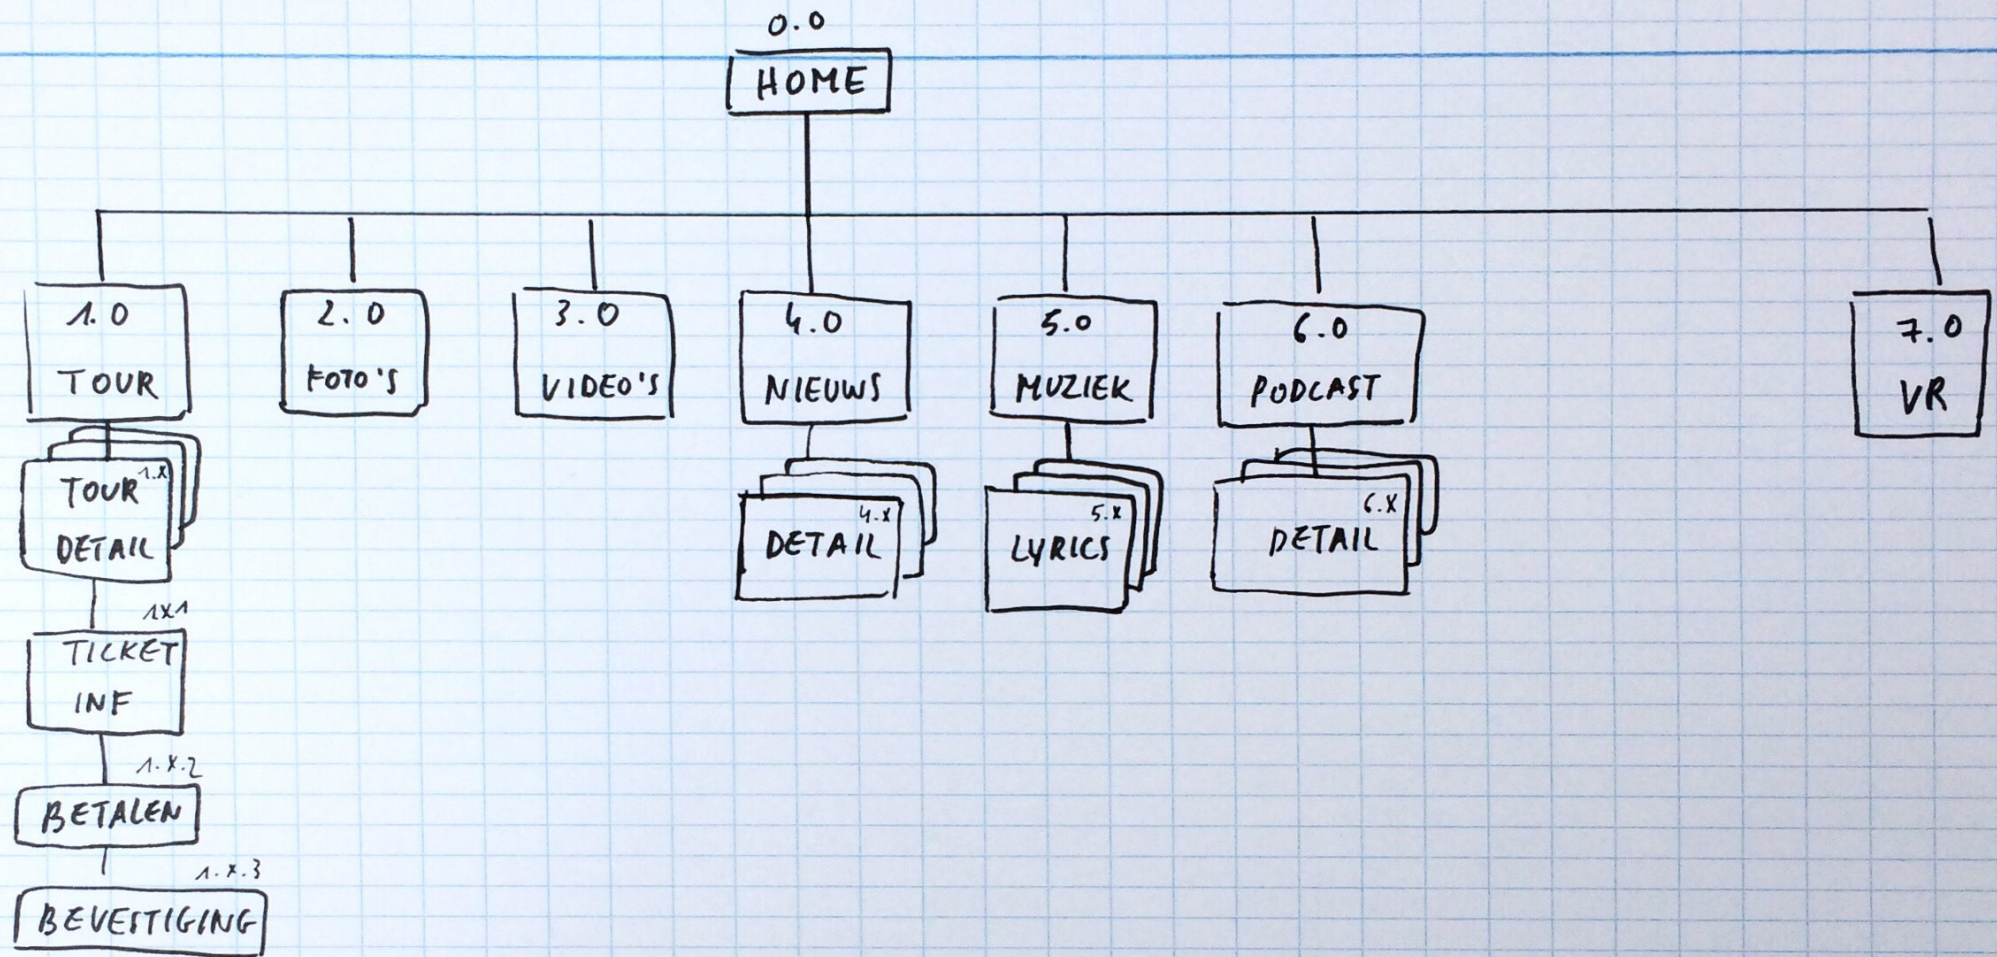 0.0
HOME
1.0
TOUR
2.0
FOTO'S
3.0
VIDEO'S
4.0
NIEUWS
5.0
MUZIEK
6.0
PODCAST
7.0
VR
1.x
TOUR
DETAIL
4.x
DETAIL
5.x
LYRICS
6.x
DETAIL
1x1
TICKET
INF
1.x.2
BETALEN
1.x.3
BEVESTIGING